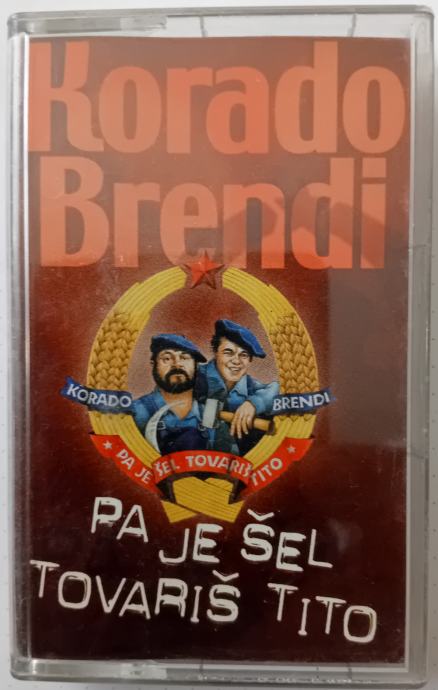 Korado
Brendi
KORADO
BRENDI
PA JE ŠEL TOVARIŠ TITO
PA JE ŠEL
TOVARIŠ TITO